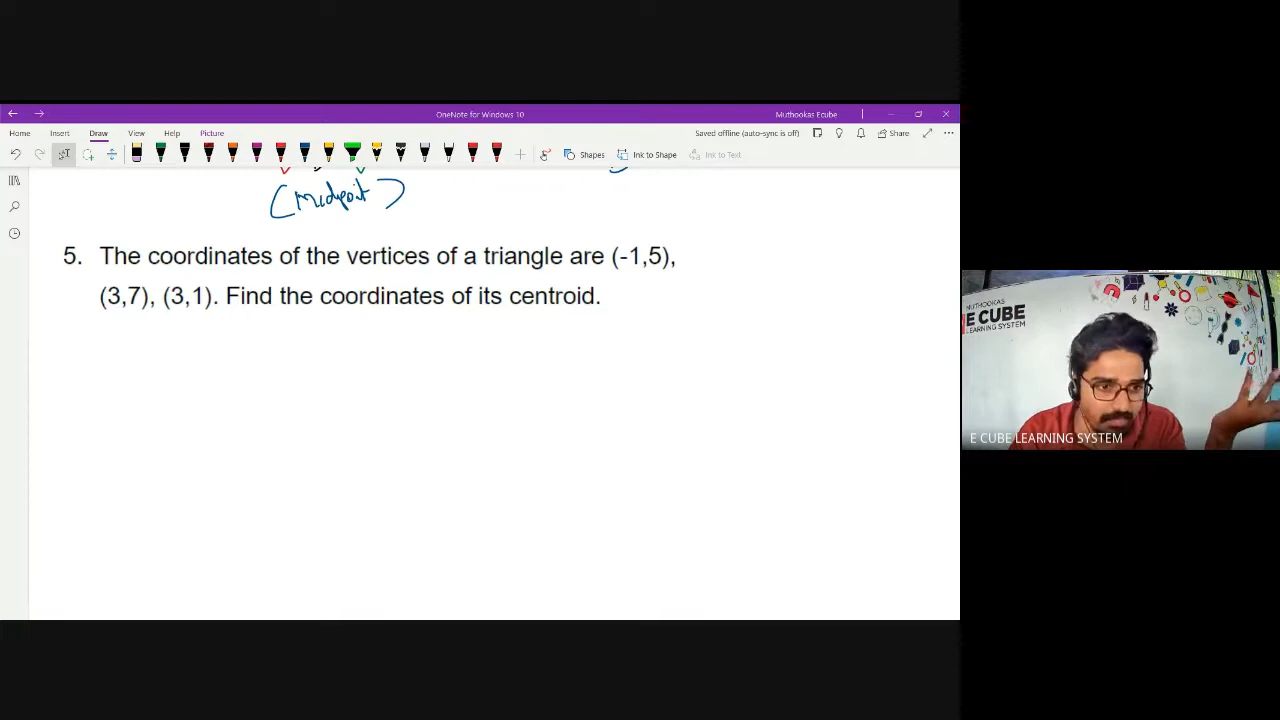 OneNote for Windows 10
Muthookas Ecube
Home Insert Draw View Help Picture
Saved offline (auto-sync is off)
Share
Shapes
Ink to Shape
Ink to Text
(Midpoint)
5. The coordinates of the vertices of a triangle are (-1,5),
(3,7), (3,1). Find the coordinates of its centroid.
MUTHOOKAS
E CUBE
LEARNING SYSTEM
E CUBE LEARNING SYSTEM